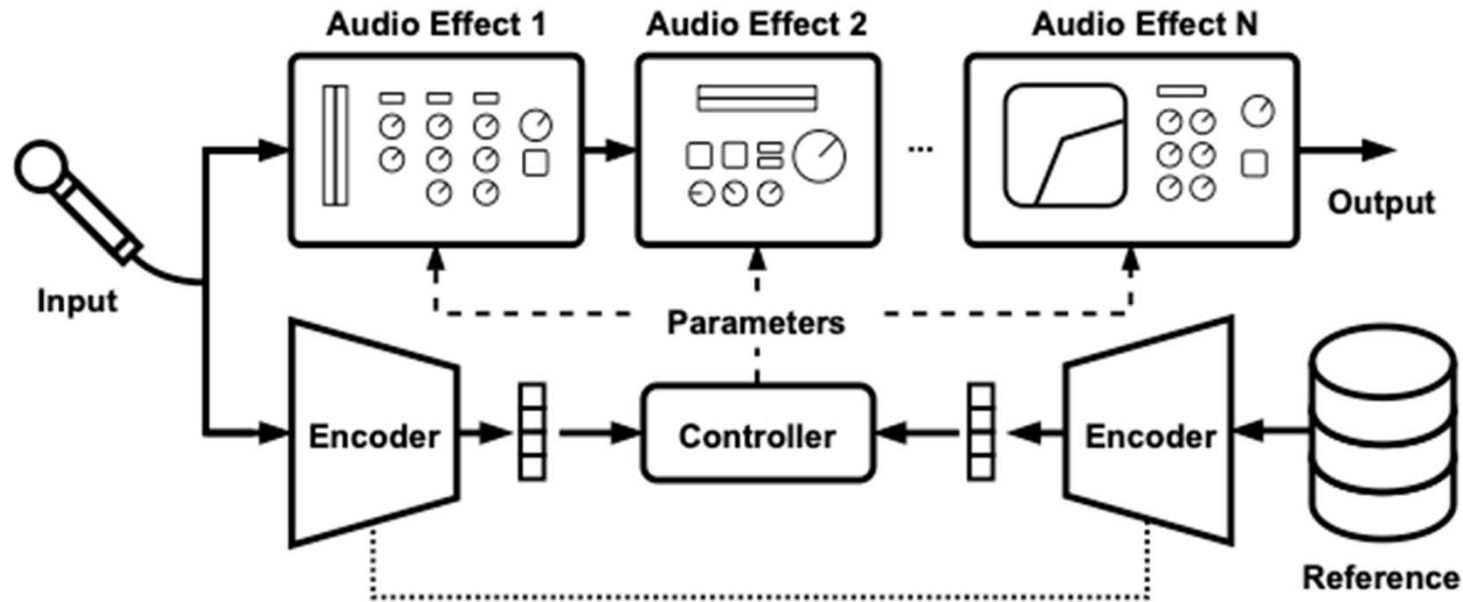 Audio Effect 1
Audio Effect 2
Audio Effect N
...
Output
Input
Parameters
Encoder
Controller
Encoder
Reference